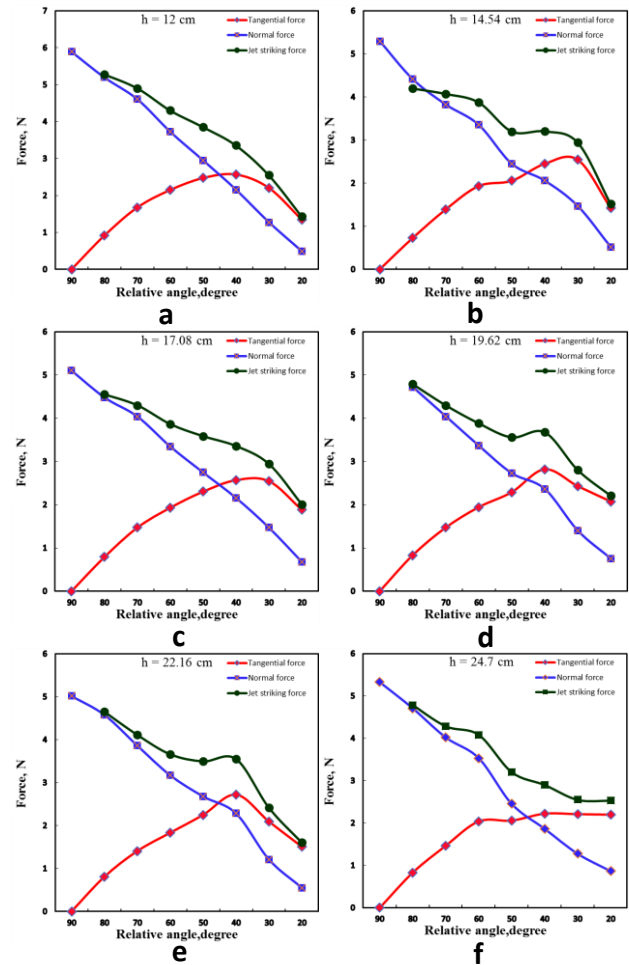 h = 12 cm
Tangential force
Normal force
Jet striking force
Force, N
7
6
5
4
3
2
1
0
90 80 70 60 50 40 30 20
Relative angle,degree
a
h = 14.54 cm
Tangential force
Normal force
Jet striking force
Force, N
6
5
4
3
2
1
0
90 80 70 60 50 40 30 20
Relative angle,degree
b
h = 17.08 cm
Tangential force
Normal force
Jet striking force
Force, N
6
5
4
3
2
1
0
90 80 70 60 50 40 30 20
Relative angle,degree
c
h = 19.62 cm
Tangential force
Normal force
Jet striking force
Force, N
6
5
4
3
2
1
0
90 80 70 60 50 40 30 20
Relative angle,degree
d
h = 22.16 cm
Tangential force
Normal force
Jet striking force
Force, N
6
5
4
3
2
1
0
90 80 70 60 50 40 30 20
Relative angle,degree
e
h = 24.7 cm
Tangential force
Normal force
Jet striking force
Force, N
6
5
4
3
2
1
0
90 80 70 60 50 40 30 20
Relative angle,degree
f